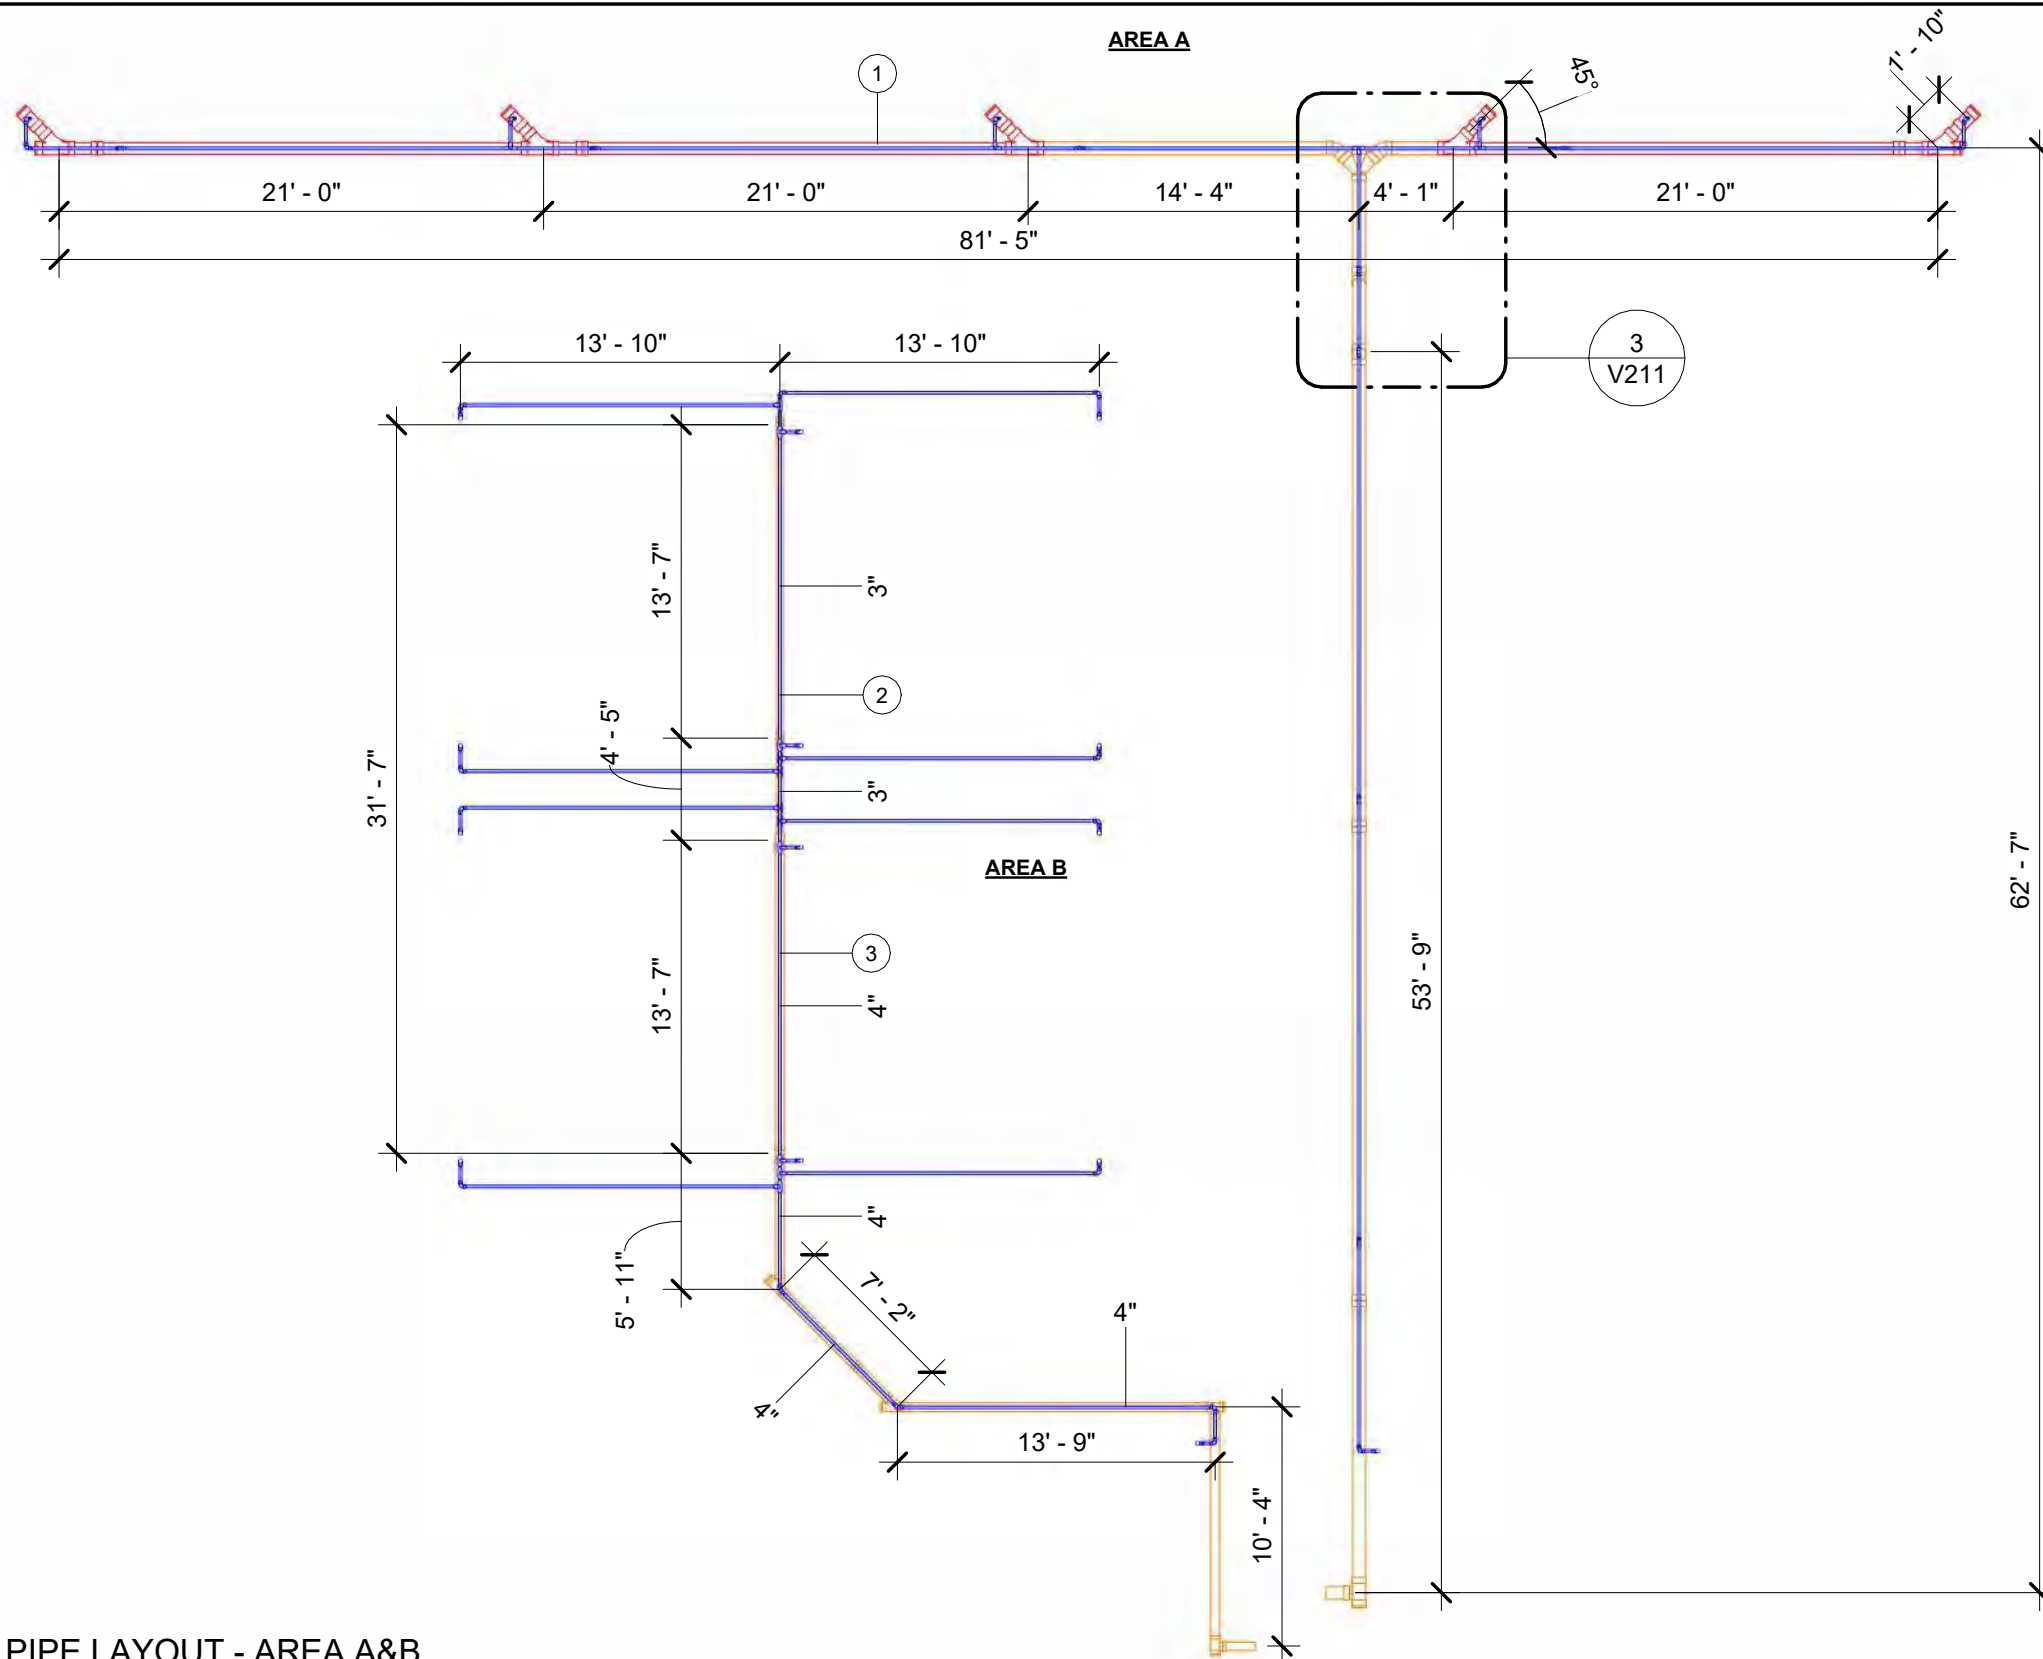 AREA A
1
45°
1' - 10"
21' - 0"
21' - 0"
14' - 4"
4' - 1"
21' - 0"
81' - 5"
13' - 10"
13' - 10"
3
V211
13' - 7"
3"
2
4' - 5"
31' - 7"
3"
AREA B
62' - 7"
3
53' - 9"
13' - 7"
4"
4"
5' - 11"
7' - 2"
4"
4"
13' - 9"
10' - 4"
PIPE LAYOUT - AREA A&B